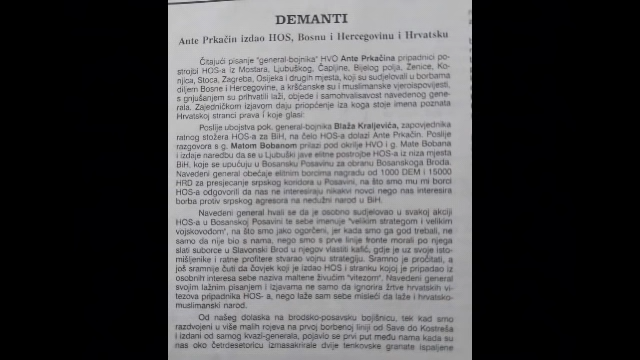 DEMANTI
Ante Prkačin izdao HOS, Bosnu i Hercegovinu i Hrvatsku
Čitajući pisanje "general-bojnika" HVO Ante Prkačina pripadnici po-
strojbi HOS-a iz Mostara, Ljubuškog, Čapljine, Bijelog polja, Zenice, Ko-
njica, Stoca, Zagreba, Osijeka i drugih mjesta, koji su sudjelovali u borbama
diljem Bosne i Hercegovine, a kršćanske su i muslimanske vjeroispovijesti,
s gnjušanjem su prihvatili laži, objede i samohvalisavost navedenog gene-
rala. Zajedničkom izjavom daju priopćenje iza koga stoje imena poznata
Hrvatskoj stranci prava i koje glasi:
Poslije ubojstva pok. general-bojnika Blaža Kraljevića, zapovjednika
ratnog stožera HOS-a za BiH, na čelo HOS-a dolazi Ante Prkačin. Poslije
razgovora s g. Matom Bobanom prilazi pod okrilje HVO i g. Mate Bobana
i izdaje naredbu da se u Ljubuški jave elitne postrojbe HOS-a iz niza mjesta
BiH, koje se upućuju u Bosansku Posavinu za obranu Bosanskoga Broda.
Navedeni general obećaje elitnim borcima nagradu od 1000 DEM i 15000
HRD za presjecanje srpskog koridora u Posavini, na što smo mu mi borci
HOS-a odgovorili da nas ne interesiraju nikakvi novci nego nas interesira
borba protiv srpskog agresora na nedužni narod u BiH.
Navedeni general hvali se da je osobno sudjelovao u svakoj akciji
HOS-a u Bosanskoj Posavini te sebe imenuje "velikim strategom i velikim
vojskovođom", na što smo jako ogorčeni, jer kada smo ga god trebali, ne
samo da nije bio s nama, nego smo s prve linije fronte morali po njega
slati suborce u Slavonski Brod u njegov vlastiti kafić, gdje je uz svoje isto-
mišljenike i ratne profitere stvarao vojnu strategiju. Sramno je pročitati, a
još sramnije čuti da čovjek koji je izdao HOS i stranku kojoj je pripadao iz
osobnih interesa sebe naziva maltene živućim "vitezom". Navedeni general
svojim lažnim pisanjem i izjavama ne samo da ignorira žrtve hrvatskih vi-
tezova pripadnika HOS- a, nego laže sam sebe misleći da laže i hrvatsko-
muslimanski narod.
Od našeg dolaska na brodsko-posavsku bojišnicu, tek kad smo
razdvojeni u više malih rojeva na prvoj borbenoj liniji od Save do Kostreša
i izdani od samog kvazi-generala, pojavio se prvi put među nama kada su
nas oko četrdesetoricu izmasakrirale dvije tenkovske granate ispaljene